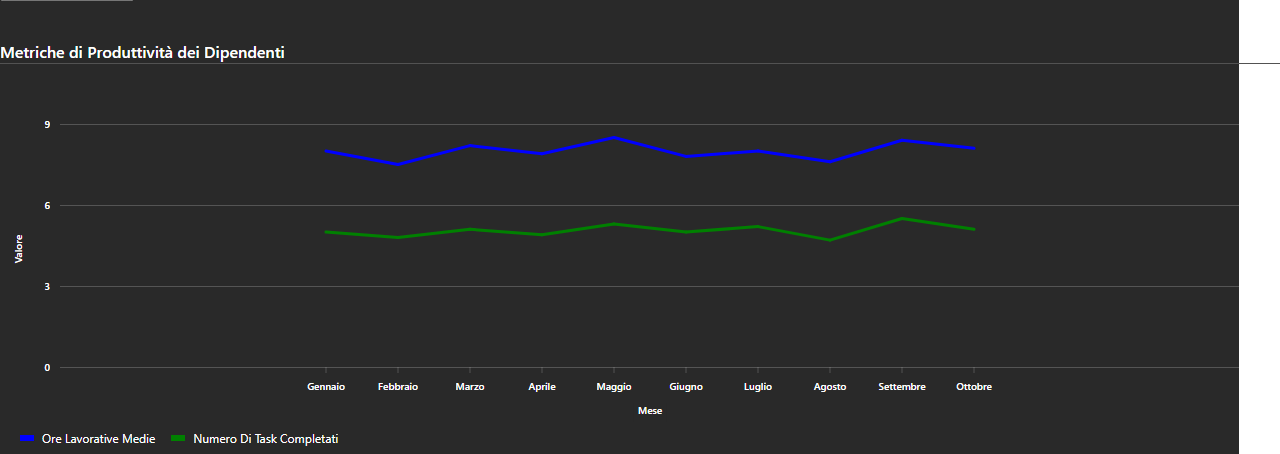 Metriche di Produttività dei Dipendenti
9
6
3
0
Valore
Gennaio Febbraio Marzo Aprile Maggio Giugno Luglio Agosto Settembre Ottobre
Mese
Ore Lavorative Medie Numero Di Task Completati